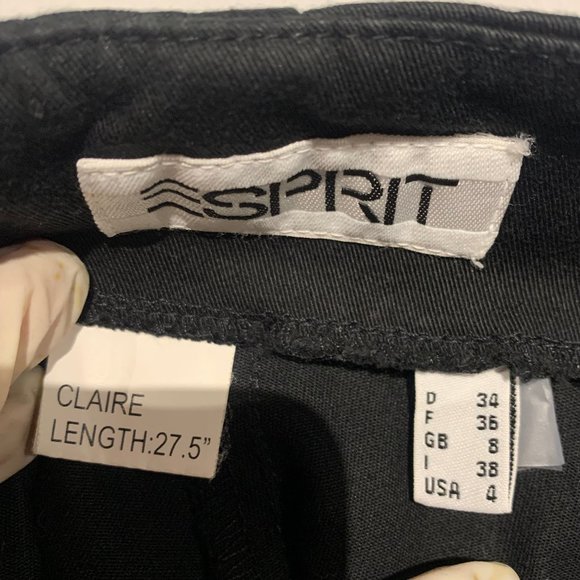 ESPRIT
CLAIRE
LENGTH:27.5"
D 34
F 36
GB 8
I 38
USA 4